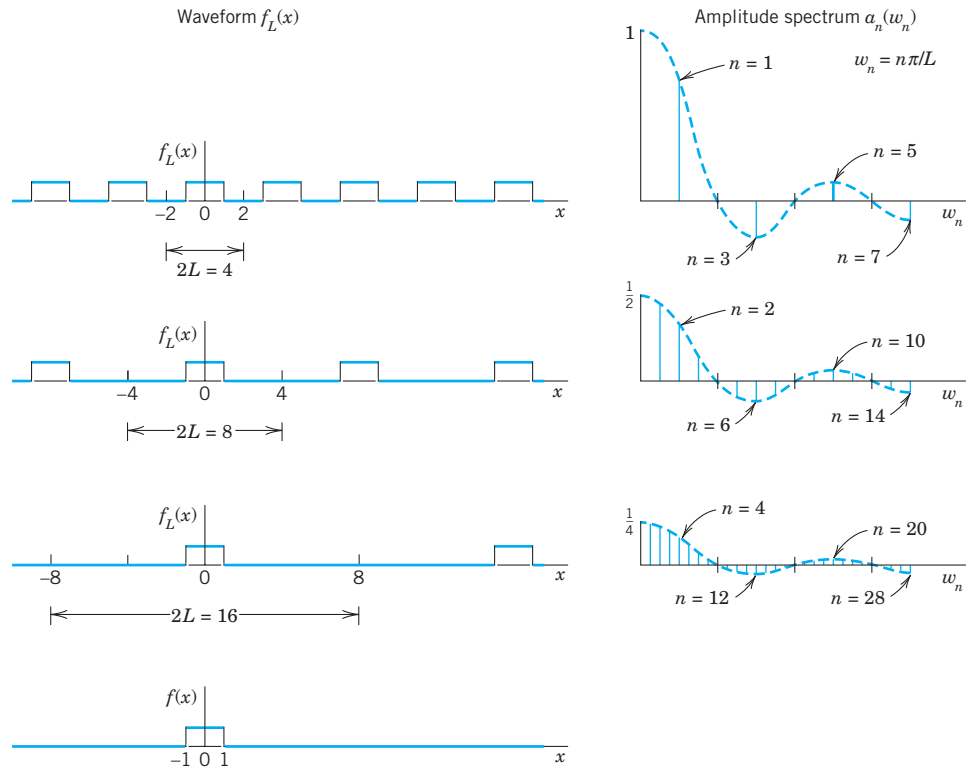 Waveform f_L(x)
Amplitude spectrum a_n(w_n)
w_n = nπ/L
1
n = 1
n = 5
n = 3
n = 7
w_n
f_L(x)
−2 0 2
x
2L = 4
1/2
n = 2
n = 10
n = 6
n = 14
w_n
f_L(x)
−4 0 4
x
2L = 8
1/4
n = 4
n = 20
n = 12
n = 28
w_n
f_L(x)
−8 0 8
x
2L = 16
f(x)
−1 0 1
x